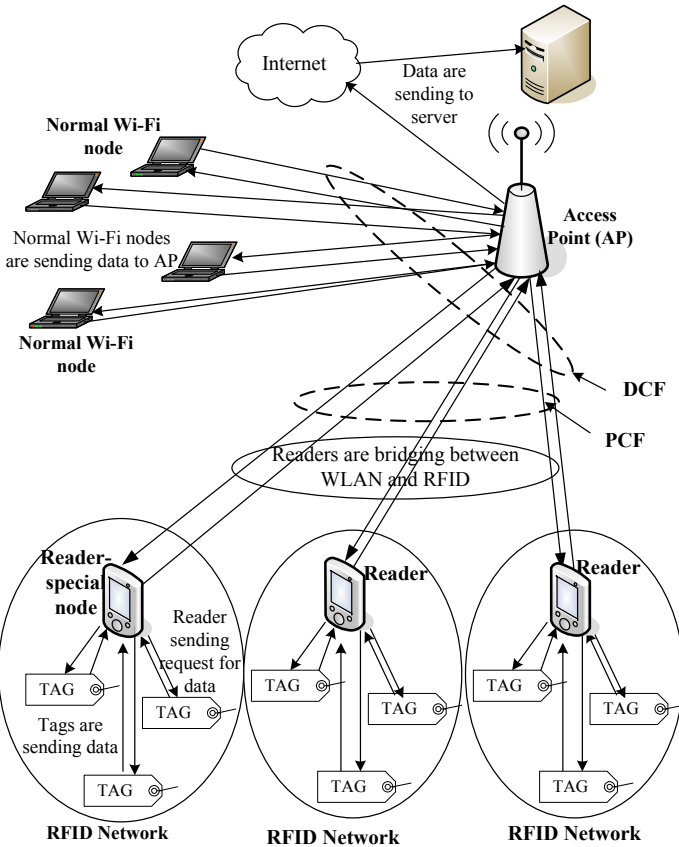 Internet
Data are
sending to
server
Normal Wi-Fi
node
Access
Point (AP)
Normal Wi-Fi nodes
are sending data to AP
Normal Wi-Fi
node
DCF
PCF
Readers are bridging between
WLAN and RFID
Reader-
special
node
Reader
sending
request for
data
TAG
TAG
Tags are
sending data
TAG
RFID Network
Reader
TAG
TAG
TAG
RFID Network
Reader
TAG
TAG
TAG
RFID Network